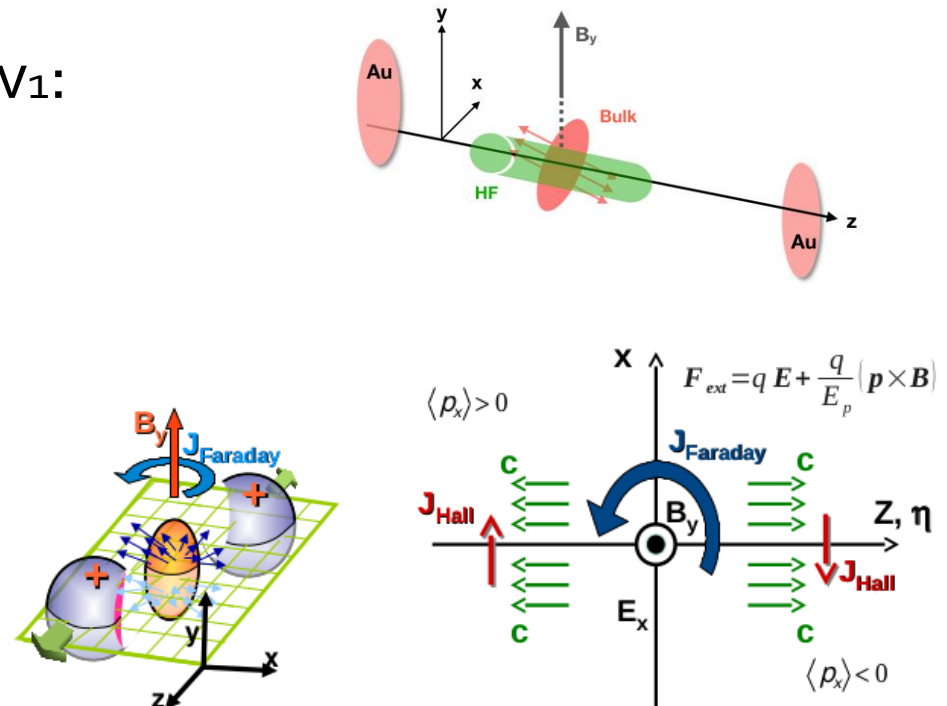 v₁:
y
x
Au
B_y
Bulk
HF
z
Au
B_y
J_Faraday
+
+
y
x
z
x
F_ext = q E + q/E_p (p×B)
⟨p_x⟩>0
J_Faraday
c
c
J_Hall
B_y
Z, η
J_Hall
E_x
c
c
⟨p_x⟩<0